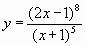 y = (2x − 1)^8 / (x + 1)^5